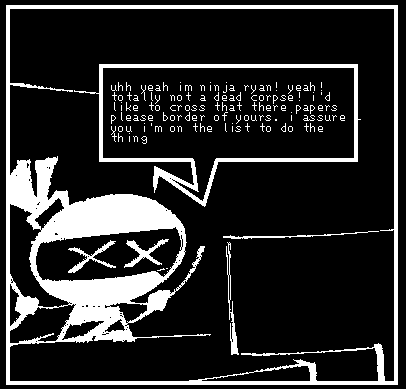 uhh yeah im ninja ryan! yeah!
totally not a dead corpse! i'd
like to cross that there papers
please border of yours. i assure
you i'm on the list to do the
thing